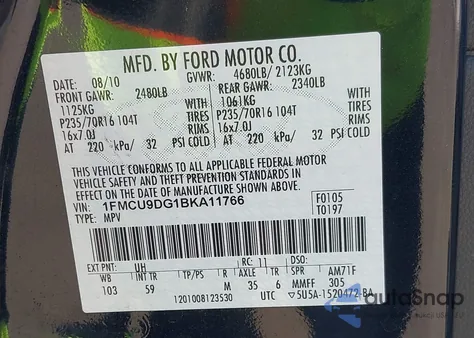 MFD. BY FORD MOTOR CO.
DATE: 08/10 GVWR: 4680LB/ 2123KG
FRONT GAWR: 2480LB REAR GAWR: 2340LB
1125KG 1061KG
P235/70R16 104T TIRES P235/70R16 104T TIRES
16x7.0J RIMS 16x7.0J RIMS
AT 220 kPa/ 32 PSI COLD AT 220 kPa/ 32 PSI COLD
THIS VEHICLE CONFORMS TO ALL APPLICABLE FEDERAL MOTOR
VEHICLE SAFETY AND THEFT PREVENTION STANDARDS IN
EFFECT ON THE DATE OF MANUFACTURE SHOWN ABOVE.
VIN: 1FMCU9DG1BKA11766 F0105
TYPE: MPV T0197
EXT PNT: UH RC: 11 DSO:
WB BRK INT TR TP/PS R AXLE TR SPR AM71F
103 59 M 35 6 MMFF 305
1201008123530 UTC ▽5U5A-1520472-BA
autoSnap